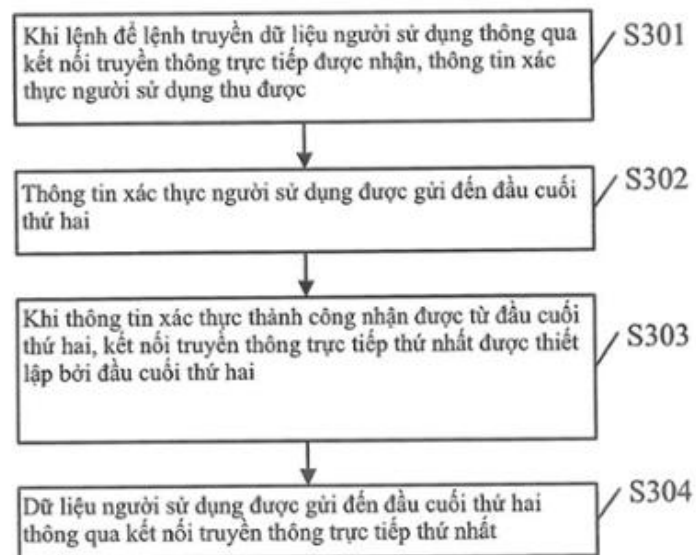 Khi lệnh để lệnh truyền dữ liệu người sử dụng thông qua
kết nối truyền thông trực tiếp được nhận, thông tin xác
thực người sử dụng thu được
S301
Thông tin xác thực người sử dụng được gửi đến đầu cuối
thứ hai
S302
Khi thông tin xác thực thành công nhận được từ đầu cuối
thứ hai, kết nối truyền thông trực tiếp thứ nhất được thiết
lập bởi đầu cuối thứ hai
S303
Dữ liệu người sử dụng được gửi đến đầu cuối thứ hai
thông qua kết nối truyền thông trực tiếp thứ nhất
S304